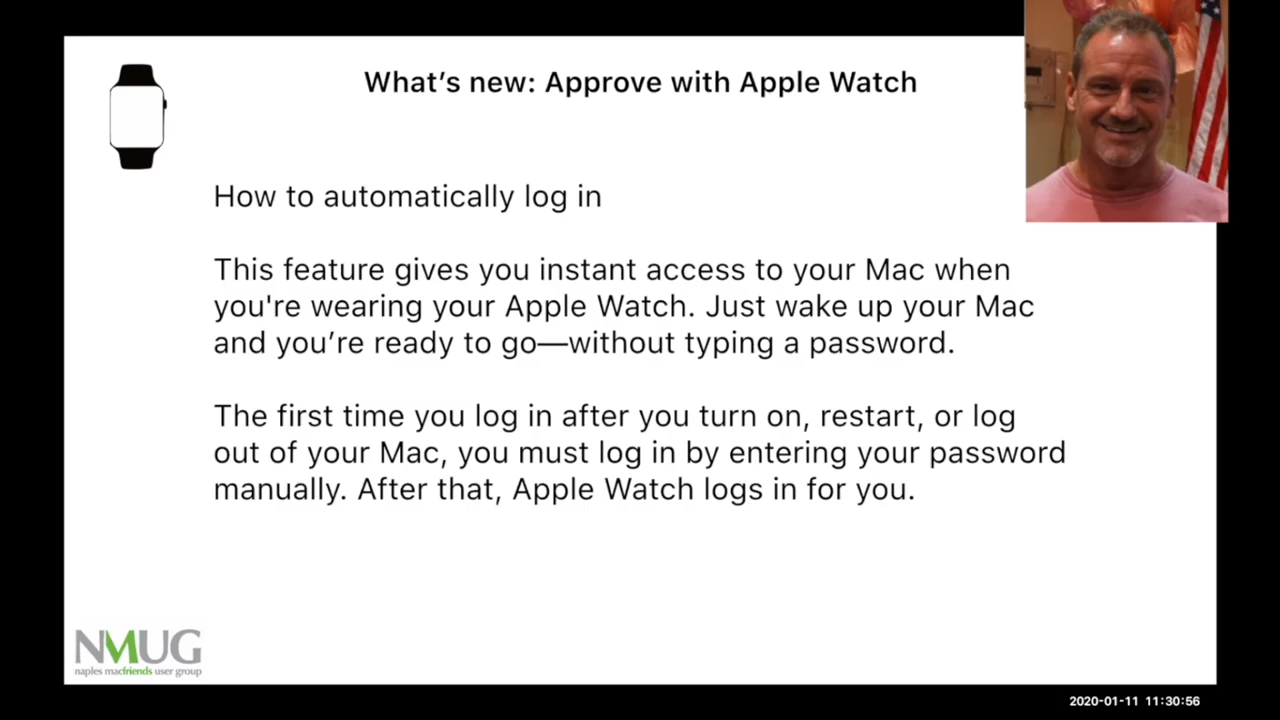 What’s new: Approve with Apple Watch
How to automatically log in
This feature gives you instant access to your Mac when
you're wearing your Apple Watch. Just wake up your Mac
and you’re ready to go—without typing a password.
The first time you log in after you turn on, restart, or log
out of your Mac, you must log in by entering your password
manually. After that, Apple Watch logs in for you.
NMUG
naples macfriends user group
2020-01-11 11:30:56